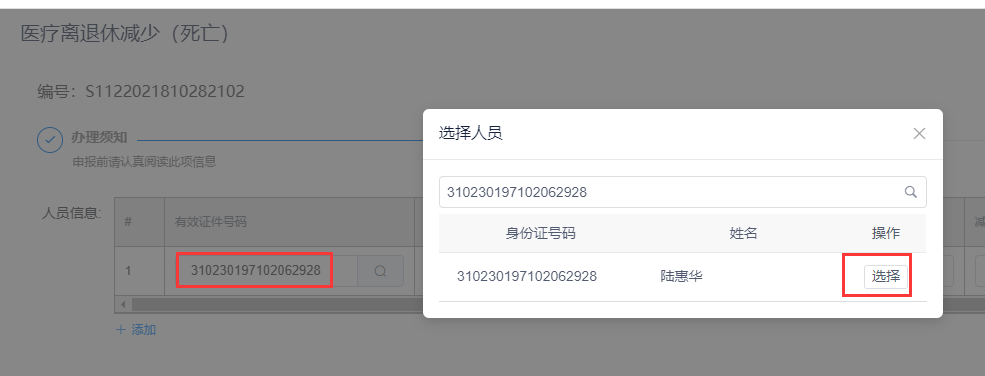 医疗离退休减少（死亡）
编号：S1122021810282102
办理须知
申报前请认真阅读此项信息
人员信息:
# 有效证件号码
1 310230197102062928
+ 添加
选择人员
310230197102062928
身份证号码 姓名 操作
310230197102062928 陆惠华 选择